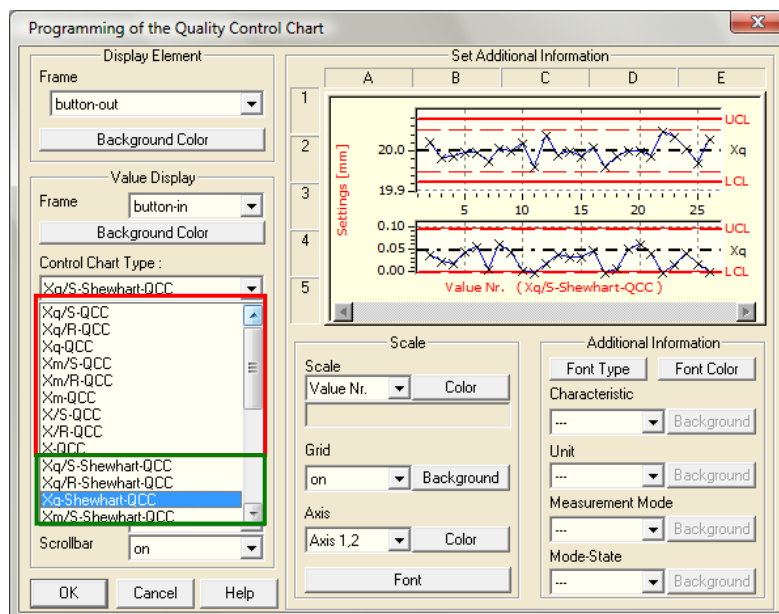 Programming of the Quality Control Chart
X
Display Element
Frame
button-out
Background Color
Value Display
Frame
button-in
Background Color
Control Chart Type :
Xq/S-Shewhart-QCC
Xq/S-QCC
Xq/R-QCC
Xq-QCC
Xm/S-QCC
Xm/R-QCC
Xm-QCC
X/S-QCC
X/R-QCC
X-QCC
Xq/S-Shewhart-QCC
Xq/R-Shewhart-QCC
Xq-Shewhart-QCC
Xm/S-Shewhart-QCC
Scrollbar
on
OK
Cancel
Help
Set Additional Information
A B C D E
1
2
3
4
5
Settings [mm]
20.0
19.9
UCL
Xq
LCL
5 10 15 20 25
0.10
0.05
0.00
UCL
Xq
LCL
Value Nr. ( Xq/S-Shewhart-QCC )
Scale
Scale
Value Nr.
Color
Grid
on
Background
Axis
Axis 1,2
Color
Font
Additional Information
Font Type
Font Color
Characteristic
---
Background
Unit
---
Background
Measurement Mode
---
Background
Mode-State
---
Background